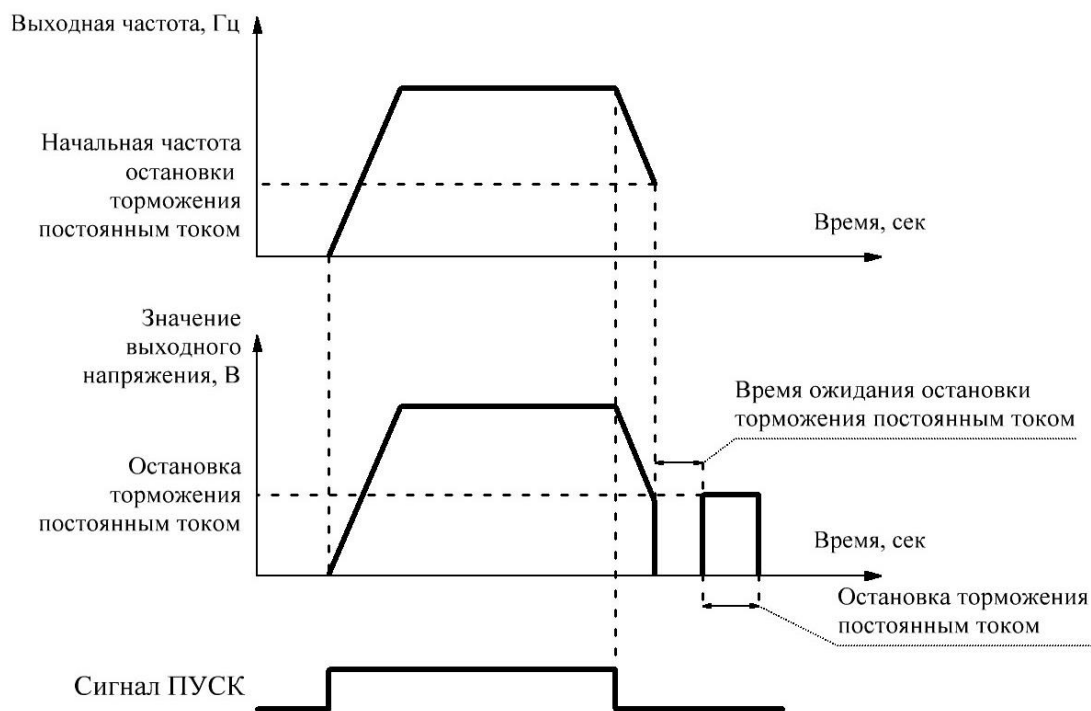 Выходная частота, Гц
Начальная частота
остановки
торможения
постоянным током
Время, сек
Значение
выходного
напряжения, В
Время ожидания остановки
торможения постоянным током
Остановка
торможения
постоянным током
Время, сек
Остановка торможения
постоянным током
Сигнал ПУСК